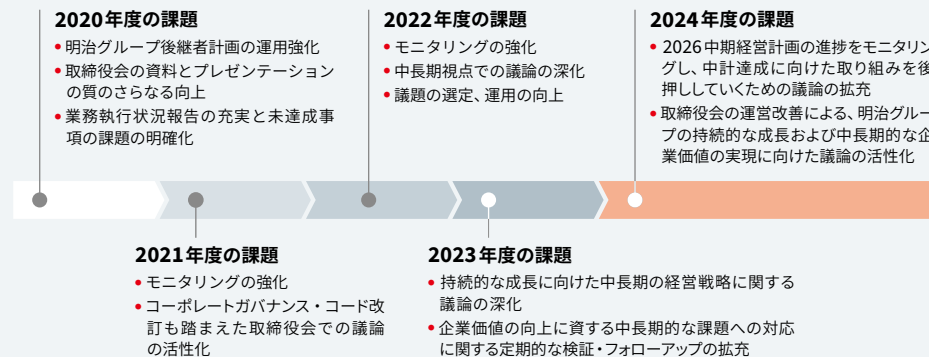 2020年度の課題
• 明治グループ後継者計画の運用強化
• 取締役会の資料とプレゼンテーション
の質のさらなる向上
• 業務執行状況報告の充実と未達成事
項の課題の明確化
2022年度の課題
• モニタリングの強化
• 中長期視点での議論の深化
• 議題の選定、運用の向上
2024年度の課題
• 2026中期経営計画の進捗をモニタリン
グし、中計達成に向けた取り組みを後
押ししていくための議論の拡充
• 取締役会の運営改善による、明治グルー
プの持続的な成長および中長期的な企
業価値の実現に向けた議論の活性化
2021年度の課題
• モニタリングの強化
• コーポレートガバナンス・コード改
訂も踏まえた取締役会での議論
の活性化
2023年度の課題
• 持続的な成長に向けた中長期の経営戦略に関する
議論の深化
• 企業価値の向上に資する中長期的な課題への対応
に関する定期的な検証・フォローアップの拡充